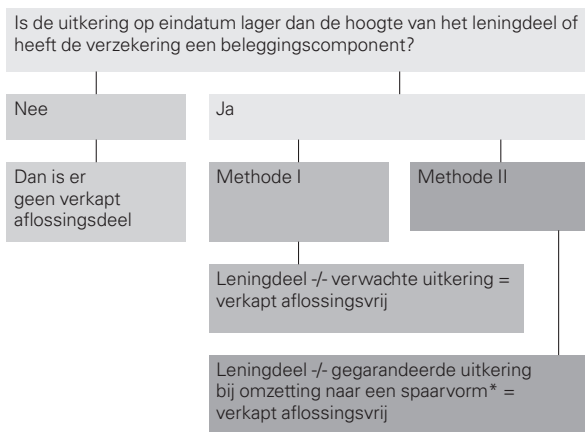 Is de uitkering op eindatum lager dan de hoogte van het leningdeel of
heeft de verzekering een beleggingscomponent?
Nee
Ja
Dan is er
geen verkapt
aflossingsdeel
Methode I
Methode II
Leningdeel -/- verwachte uitkering =
verkapt aflossingsvrij
Leningdeel -/- gegarandeerde uitkering
bij omzetting naar een spaarvorm* =
verkapt aflossingsvrij